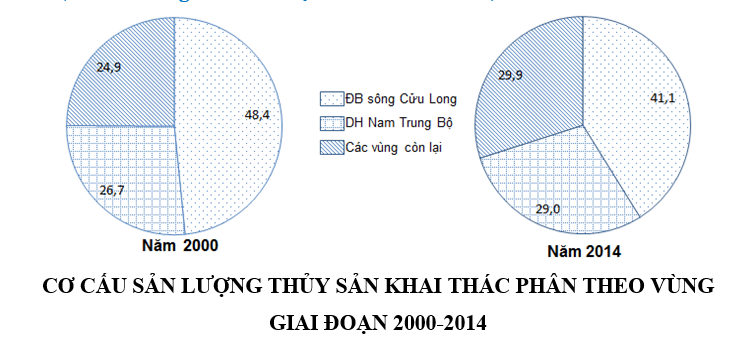 24,9
48,4
26,7
Năm 2000
ĐB sông Cửu Long
DH Nam Trung Bộ
Các vùng còn lại
29,9
41,1
29,0
Năm 2014
CƠ CẤU SẢN LƯỢNG THỦY SẢN KHAI THÁC PHÂN THEO VÙNG
GIAI ĐOẠN 2000-2014